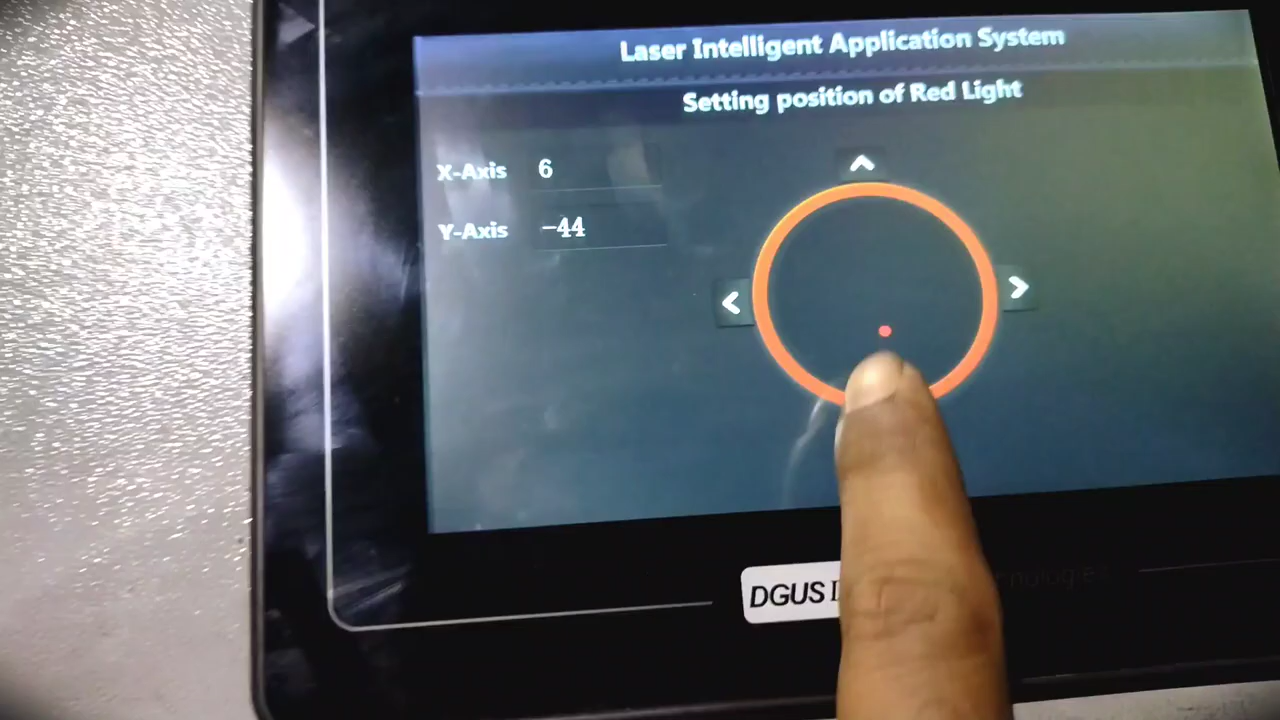 Laser Intelligent Application System
Setting position of Red Light
X-Axis 6
Y-Axis -44
DGUS